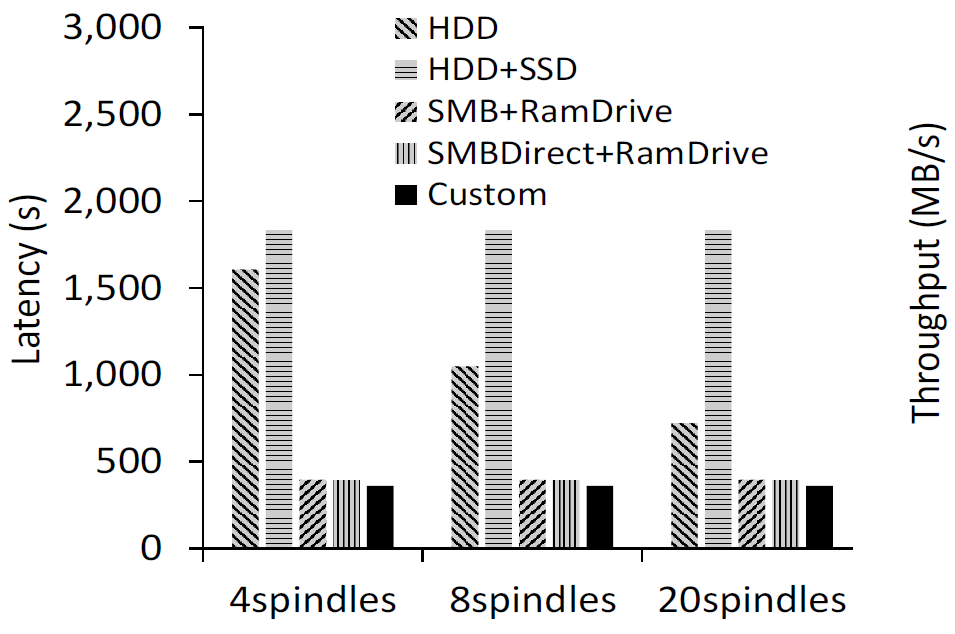 3,000
2,500
2,000
1,500
1,000
500
0
Latency (s)
HDD
HDD+SSD
SMB+RamDrive
SMBDirect+RamDrive
Custom
4spindles
8spindles
20spindles
Throughput (MB/s)